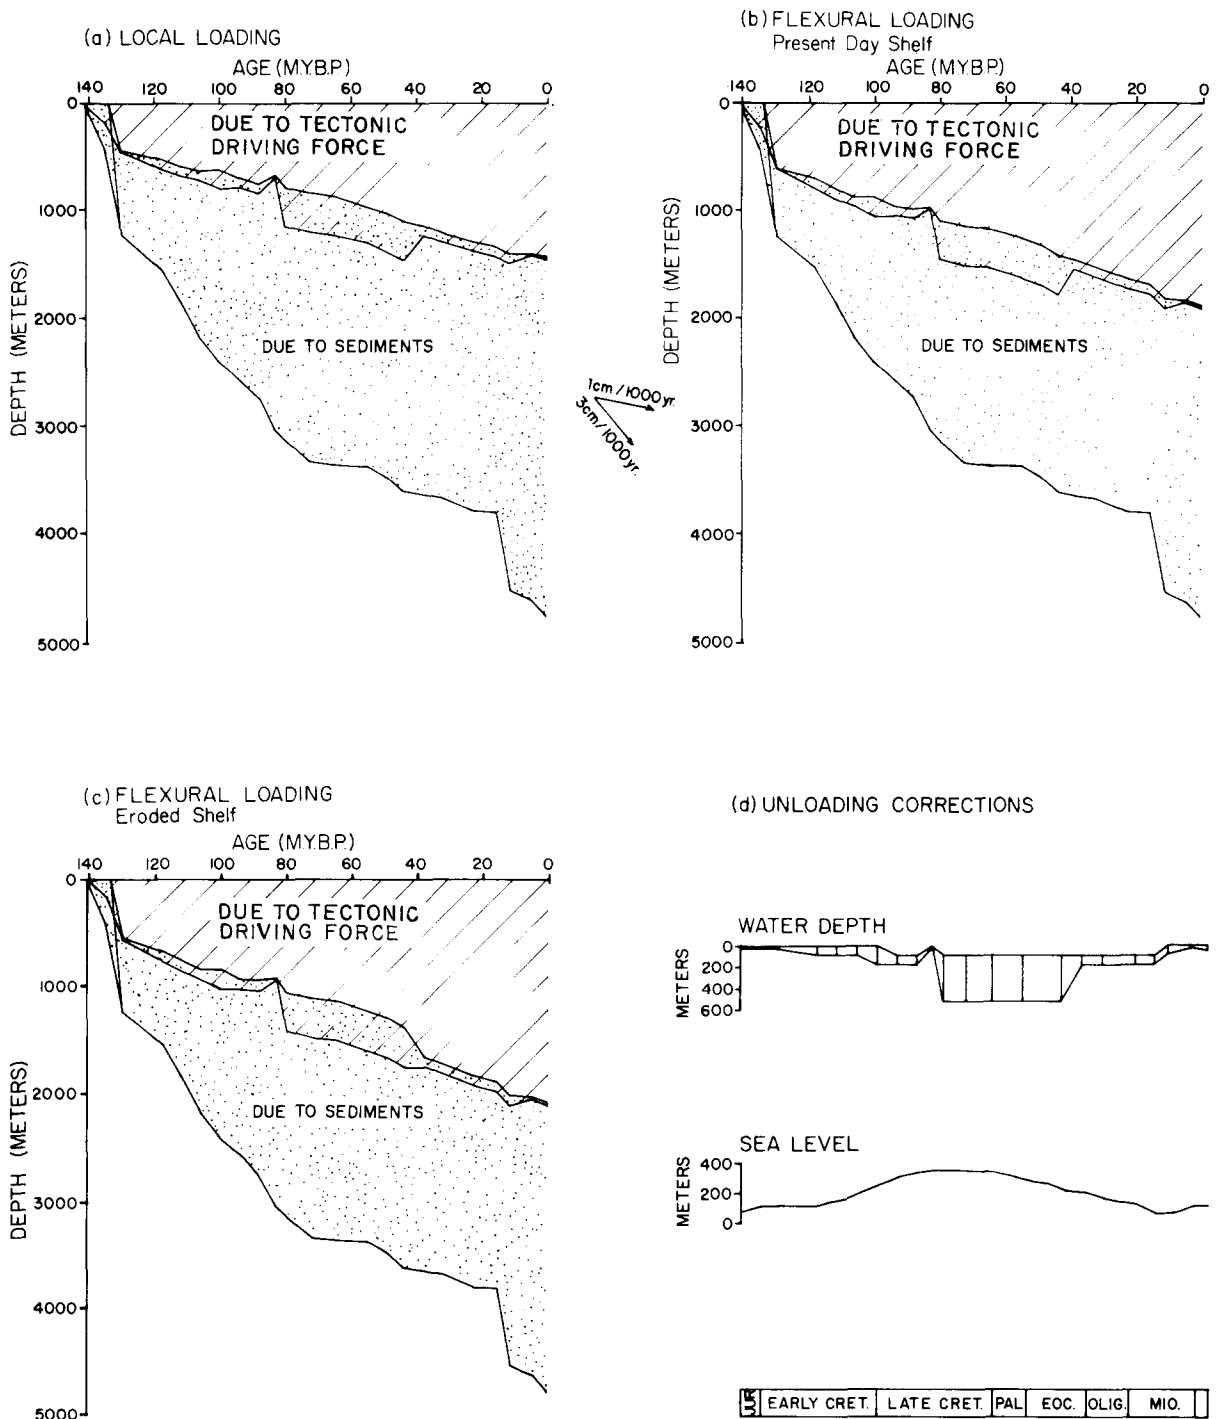 (a) LOCAL LOADING
AGE (M.Y.B.P.)
140 120 100 80 60 40 20 0
0
1000
2000
3000
4000
5000
DEPTH (METERS)
DUE TO TECTONIC
DRIVING FORCE
DUE TO SEDIMENTS
1cm/1000yr.
3cm/1000yr.
(b) FLEXURAL LOADING
Present Day Shelf
AGE (M.Y.B.P.)
140 120 100 80 60 40 20 0
0
1000
2000
3000
4000
5000
DEPTH (METERS)
DUE TO TECTONIC
DRIVING FORCE
DUE TO SEDIMENTS
(c) FLEXURAL LOADING
Eroded Shelf
AGE (M.Y.B.P.)
140 120 100 80 60 40 20 0
0
1000
2000
3000
4000
5000
DEPTH (METERS)
DUE TO TECTONIC
DRIVING FORCE
DUE TO SEDIMENTS
(d) UNLOADING CORRECTIONS
WATER DEPTH
METERS
0
200
400
600
SEA LEVEL
METERS
400
200
0
JUR EARLY CRET. LATE CRET. PAL EOC. OLIG. MIO.